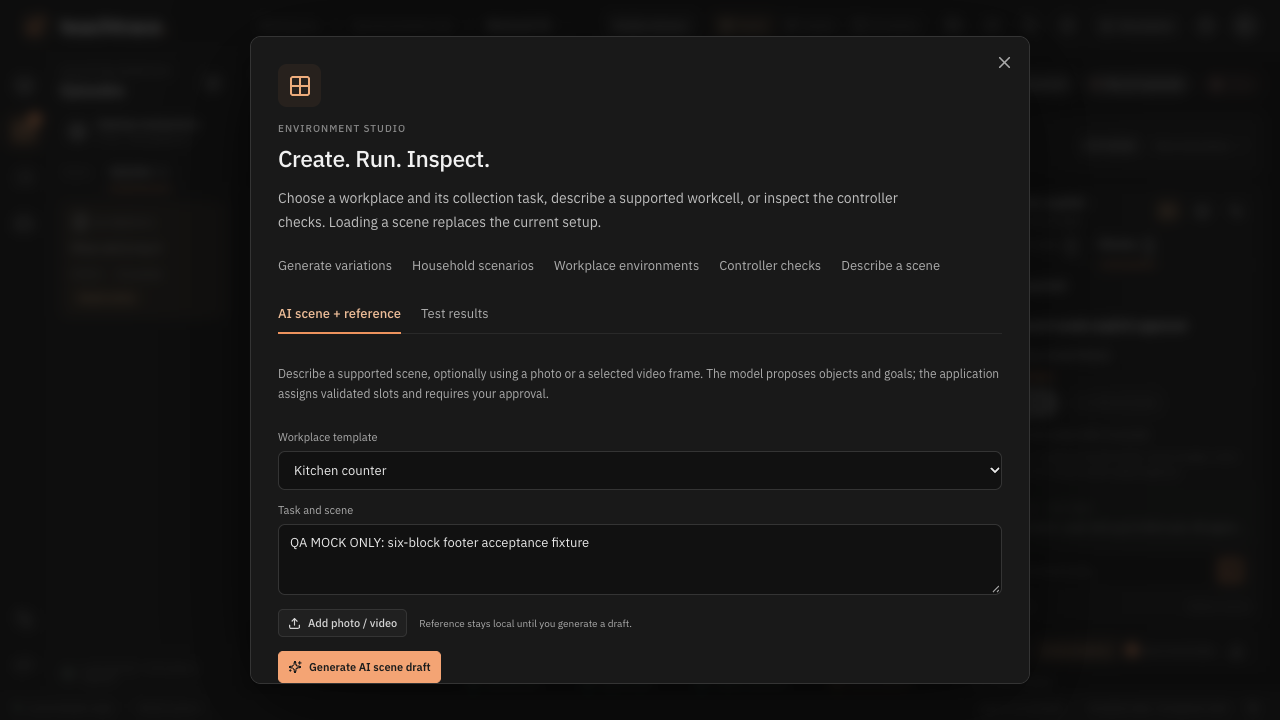 ENVIRONMENT STUDIO
Create. Run. Inspect.
Choose a workplace and its collection task, describe a supported workcell, or inspect the controller
checks. Loading a scene replaces the current setup.
Generate variations Household scenarios Workplace environments Controller checks Describe a scene
AI scene + reference Test results
Describe a supported scene, optionally using a photo or a selected video frame. The model proposes objects and goals; the application
assigns validated slots and requires your approval.
Workplace template
Kitchen counter
Task and scene
QA MOCK ONLY: six-block footer acceptance fixture
Add photo / video Reference stays local until you generate a draft.
Generate AI scene draft